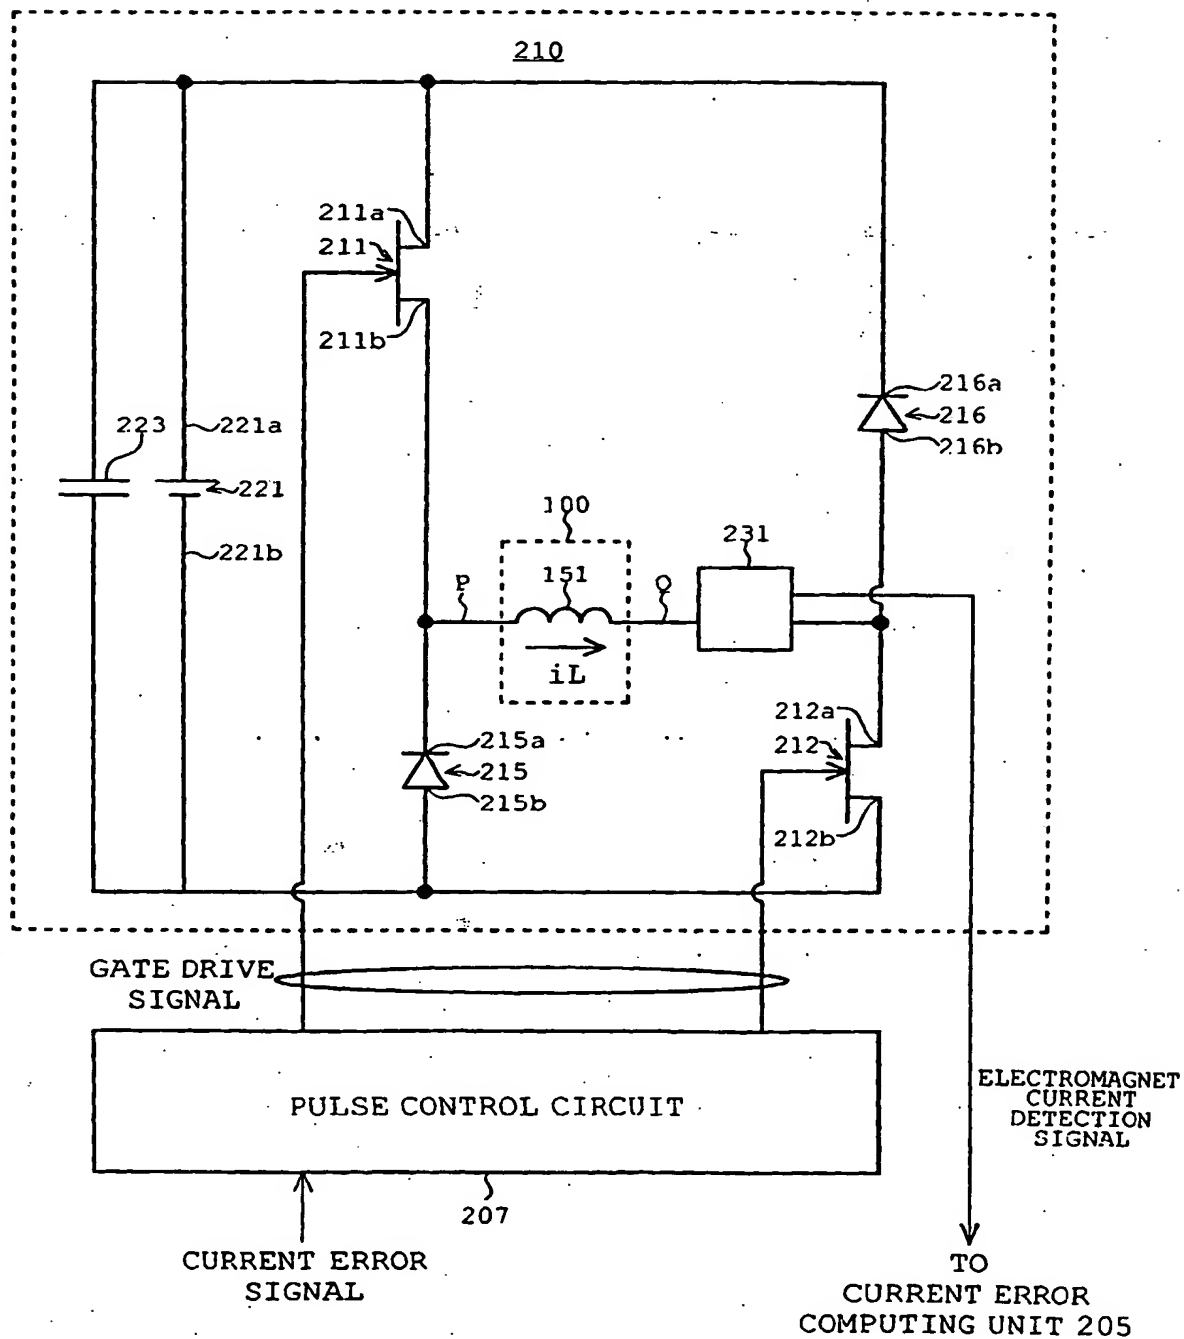 210
211a
211
211b
216a
216
216b
223
221a
221
221b
100
231
P
151
Q
iL
215a
215
215b
212a
212
212b
GATE DRIVE
SIGNAL
PULSE CONTROL CIRCUIT
ELECTROMAGNET
CURRENT
DETECTION
SIGNAL
207
CURRENT ERROR
SIGNAL
TO
CURRENT ERROR
COMPUTING UNIT 205